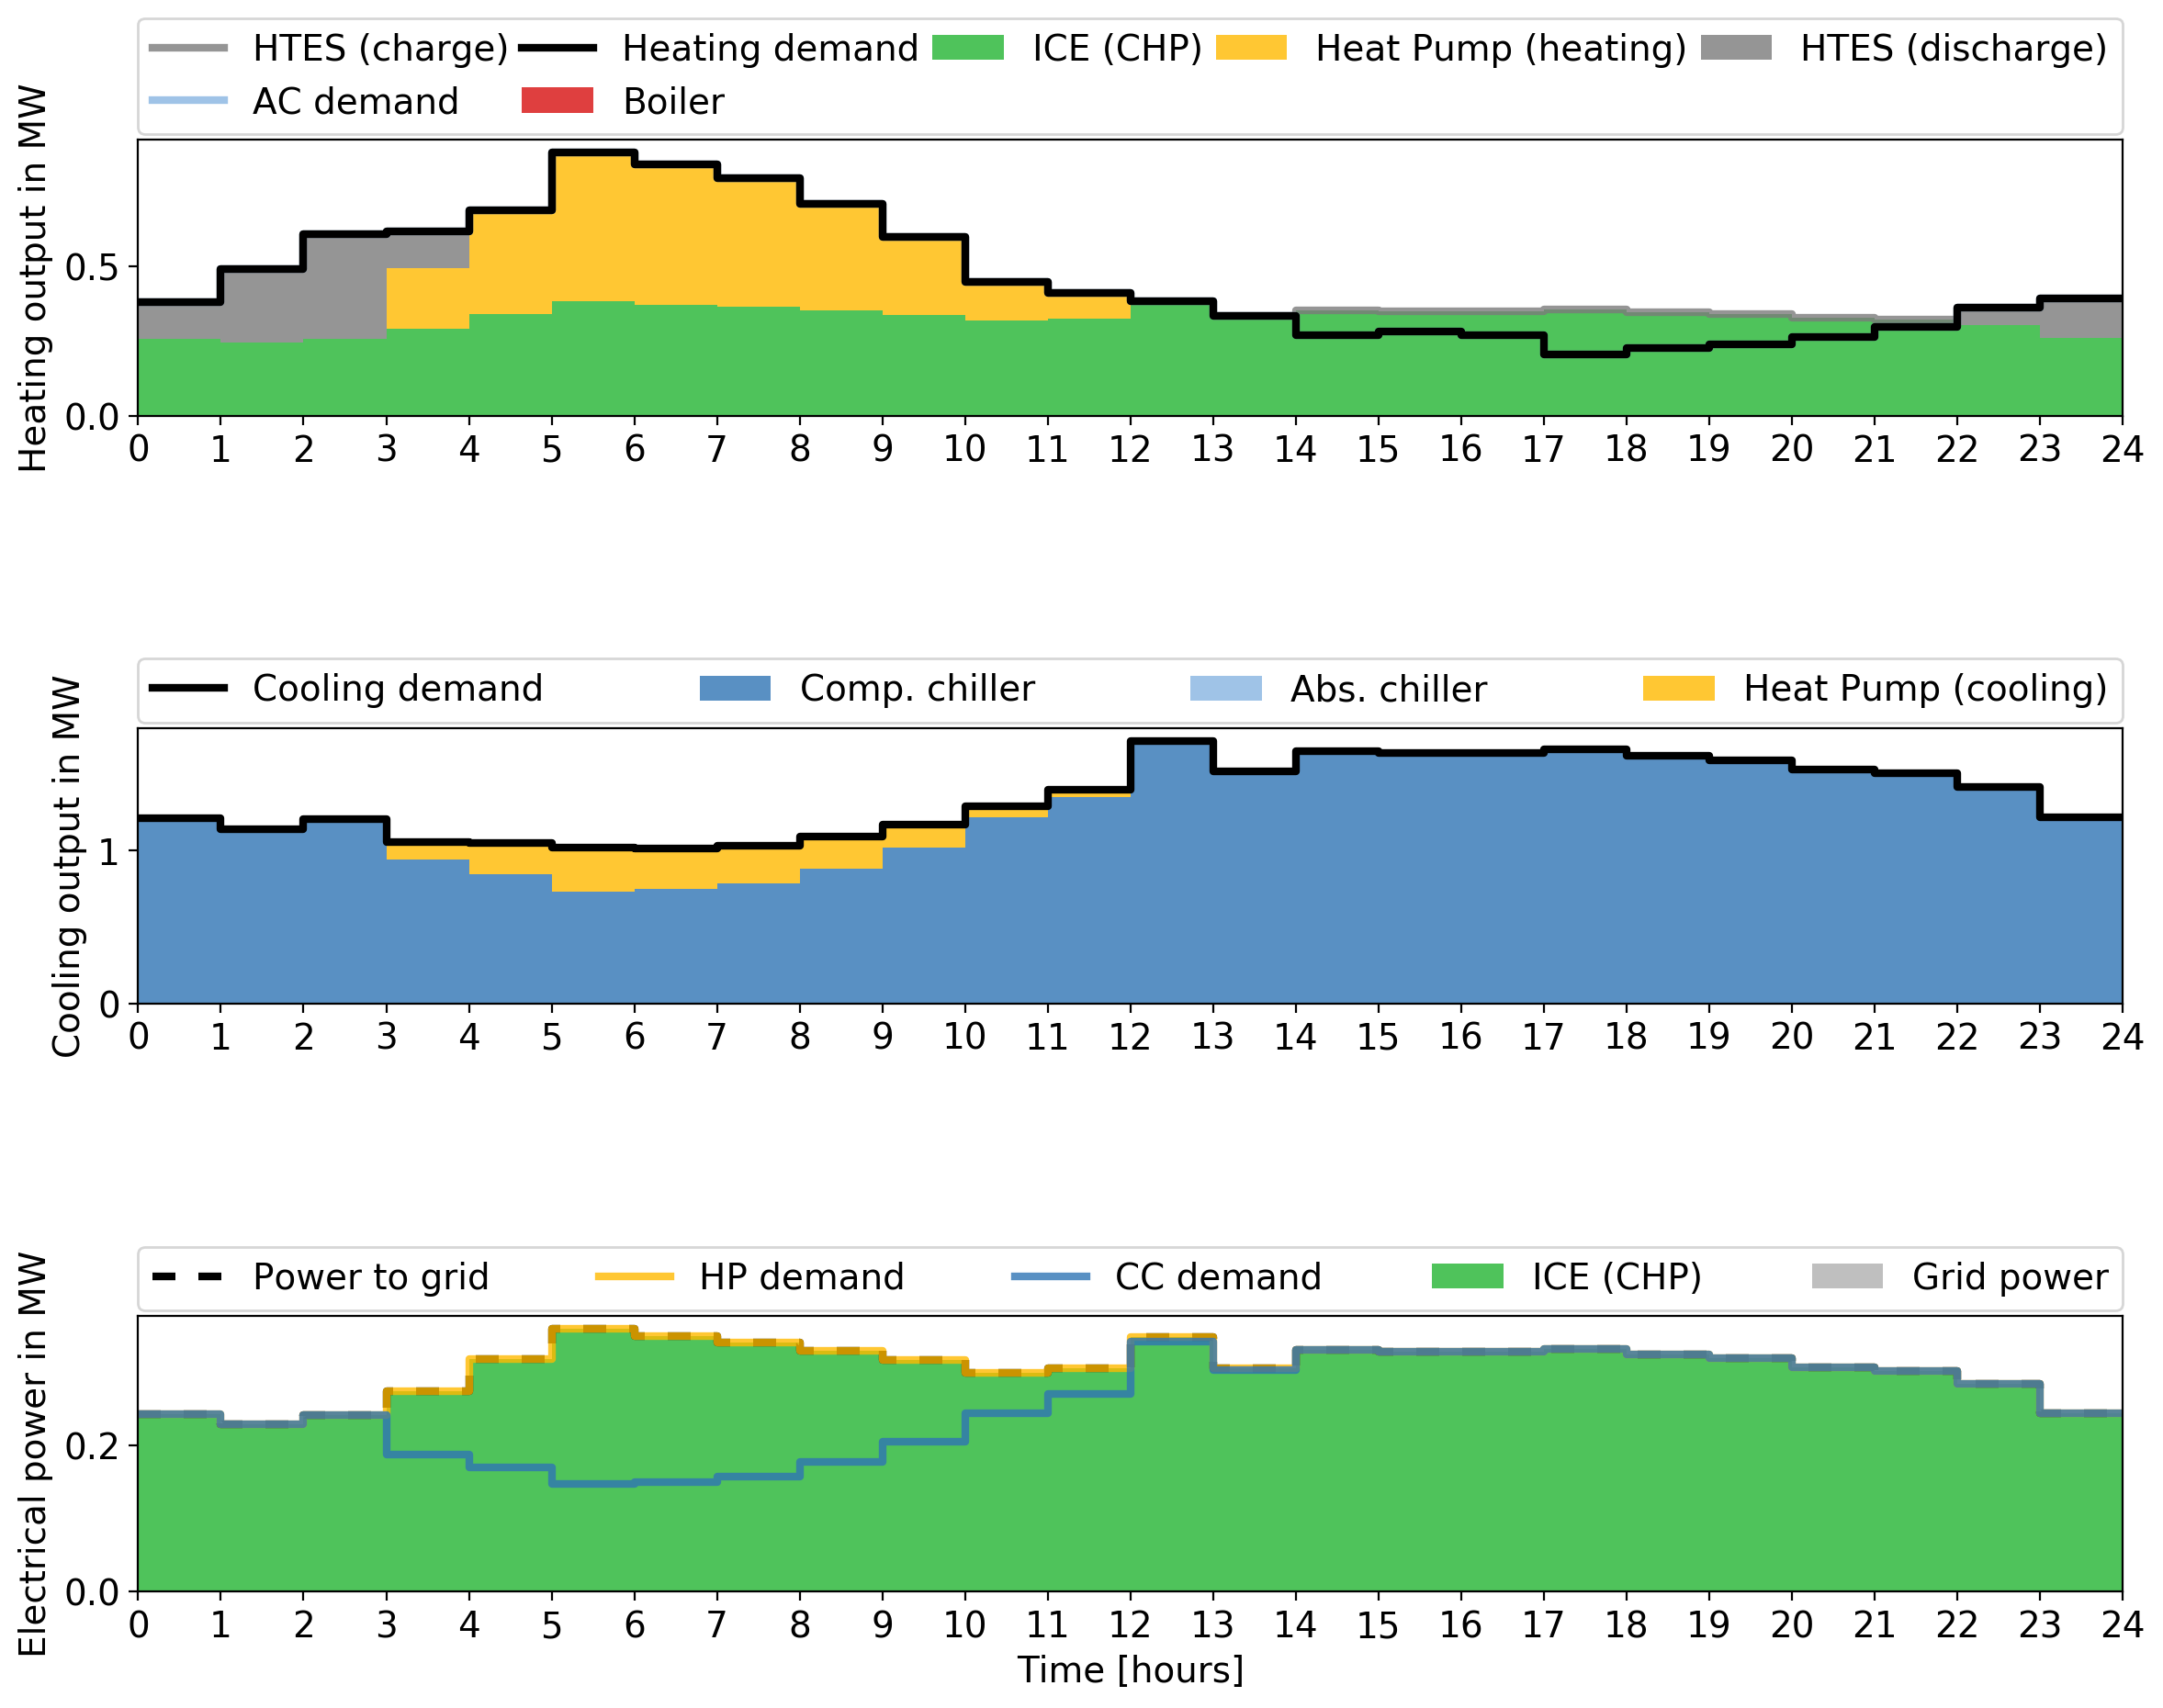 HTES (charge) Heating demand ICE (CHP) Heat Pump (heating) HTES (discharge)
AC demand Boiler
Heating output in MW
0.5
0.0
0 1 2 3 4 5 6 7 8 9 10 11 12 13 14 15 16 17 18 19 20 21 22 23 24
Cooling demand Comp. chiller Abs. chiller Heat Pump (cooling)
Cooling output in MW
1
0
0 1 2 3 4 5 6 7 8 9 10 11 12 13 14 15 16 17 18 19 20 21 22 23 24
Power to grid HP demand CC demand ICE (CHP) Grid power
Electrical power in MW
0.2
0.0
0 1 2 3 4 5 6 7 8 9 10 11 12 13 14 15 16 17 18 19 20 21 22 23 24
Time [hours]